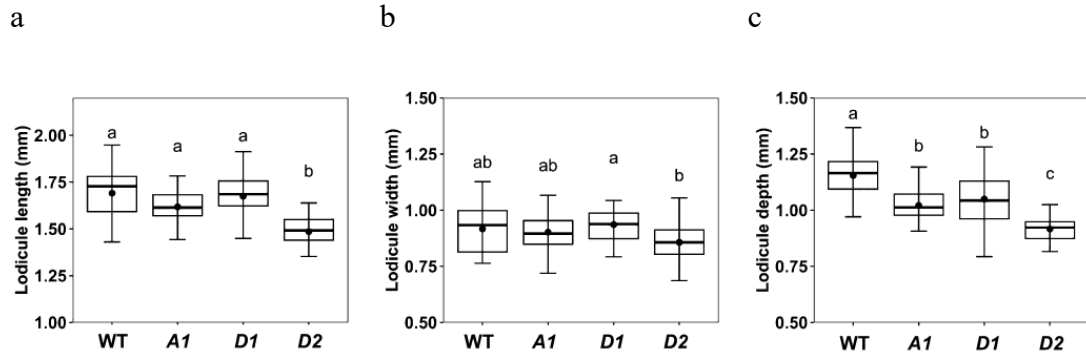 a
Lodicule length (mm)
2.00
1.75
1.50
1.25
1.00
a
a
a
b
WT
A1
D1
D2
b
Lodicule width (mm)
1.50
1.25
1.00
0.75
0.50
ab
ab
a
b
WT
A1
D1
D2
c
Lodicule depth (mm)
1.50
1.25
1.00
0.75
0.50
a
b
b
c
WT
A1
D1
D2